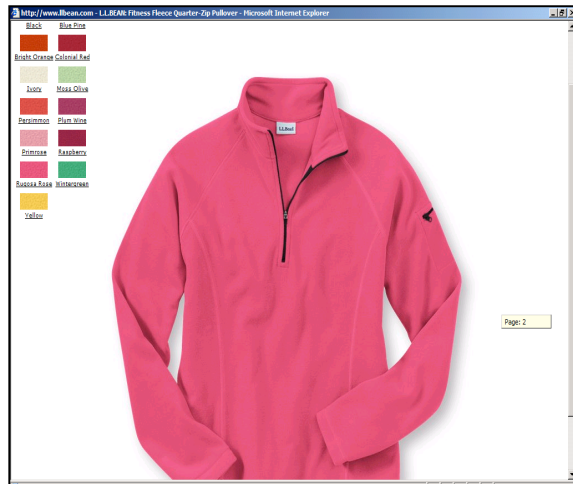 http://www.llbean.com - L.L.BEAN: Fitness Fleece Quarter-Zip Pullover - Microsoft Internet Explorer
Black Blue Pine
Bright Orange Colonial Red
Ivory Moss Olive
Persimmon Plum Wine
Primrose Raspberry
Rugosa Rose Wintergreen
Yellow
L.L.Bean
Page: 2